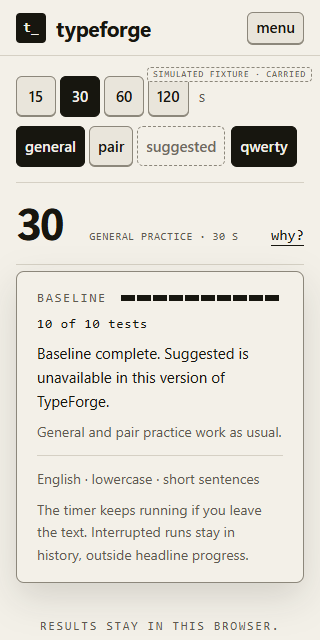 t_ typeforge menu
SIMULATED FIXTURE · CARRIED
15 30 60 120 s
general pair suggested qwerty
30 GENERAL PRACTICE · 30 S why?
BASELINE
10 of 10 tests
Baseline complete. Suggested is
unavailable in this version of
TypeForge.
General and pair practice work as usual.
English · lowercase · short sentences
The timer keeps running if you leave
the text. Interrupted runs stay in
history, outside headline progress.
RESULTS STAY IN THIS BROWSER.